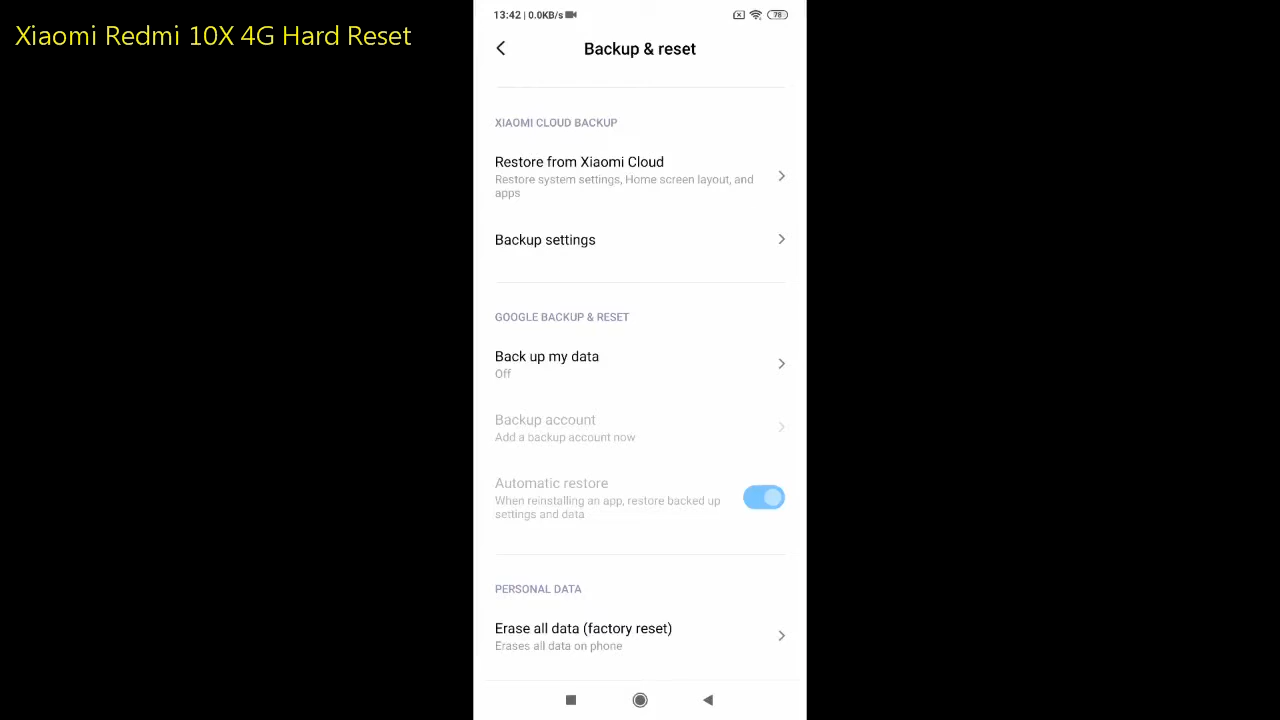 Xiaomi Redmi 10X 4G Hard Reset
13:42 | 0.0KB/s
78
Backup & reset
XIAOMI CLOUD BACKUP
Restore from Xiaomi Cloud
Restore system settings, Home screen layout, and
apps
Backup settings
GOOGLE BACKUP & RESET
Back up my data
Off
Backup account
Add a backup account now
Automatic restore
When reinstalling an app, restore backed up
settings and data
PERSONAL DATA
Erase all data (factory reset)
Erases all data on phone